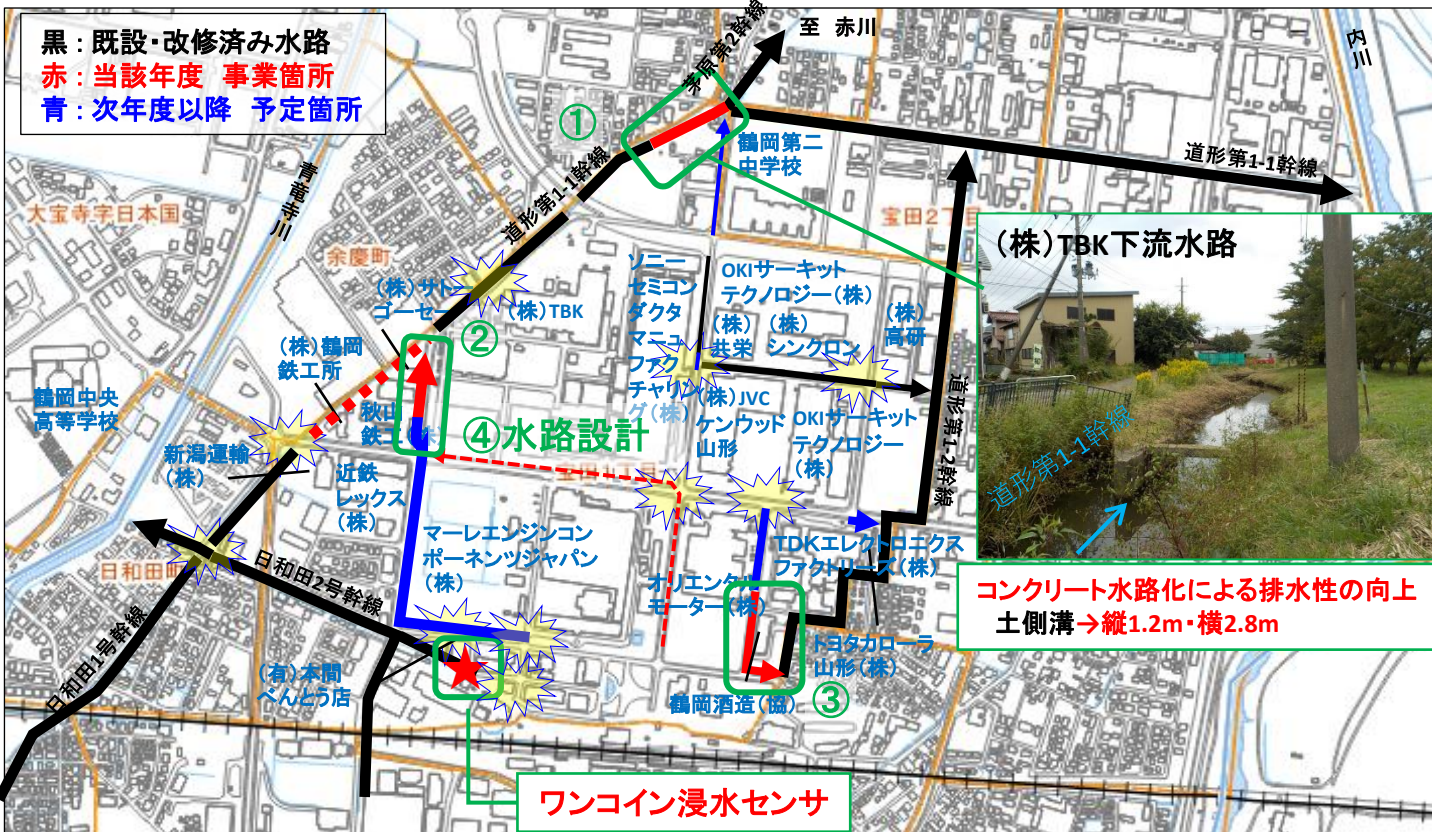 黒：既設・改修済み水路
赤：当該年度 事業箇所
青：次年度以降 予定箇所
至 赤川
茅原第2幹線
内川
①
鶴岡第二
中学校
道形第1-1幹線
道形第1-1幹線
青竜寺川
大宝寺字日本国
余慶町
宝田2丁目
(株)TBK下流水路
道形第1-1幹線
コンクリート水路化による排水性の向上
土側溝→縦1.2m・横2.8m
(株)サトー
ゴーセー
(株)TBK
②
ソニー
セミコン
ダクタ
マニュ
ファク
チャリン
グ(株)
OKIサーキット
テクノロジー(株)
(株)
共栄
(株)
シンクロン
(株)
高研
(株)鶴岡
鉄工所
鶴岡中央
高等学校
秋山
鉄工(株
④水路設計
(株)JVC
ケンウッド
山形
OKIサーキット
テクノロジー
(株)
道形第1-2幹線
新潟運輸
(株)
近鉄
レックス
(株)
宝田1丁目
マーレエンジンコン
ポーネンツジャパン
(株)
TDKエレクトロニクス
ファクトリーズ(株)
日和田町
日和田2号幹線
オリエンタル
モーター(株)
日和田1号幹線
(有)本間
べんとう店
トヨタカローラ
山形(株)
鶴岡酒造(協)
③
ワンコイン浸水センサ